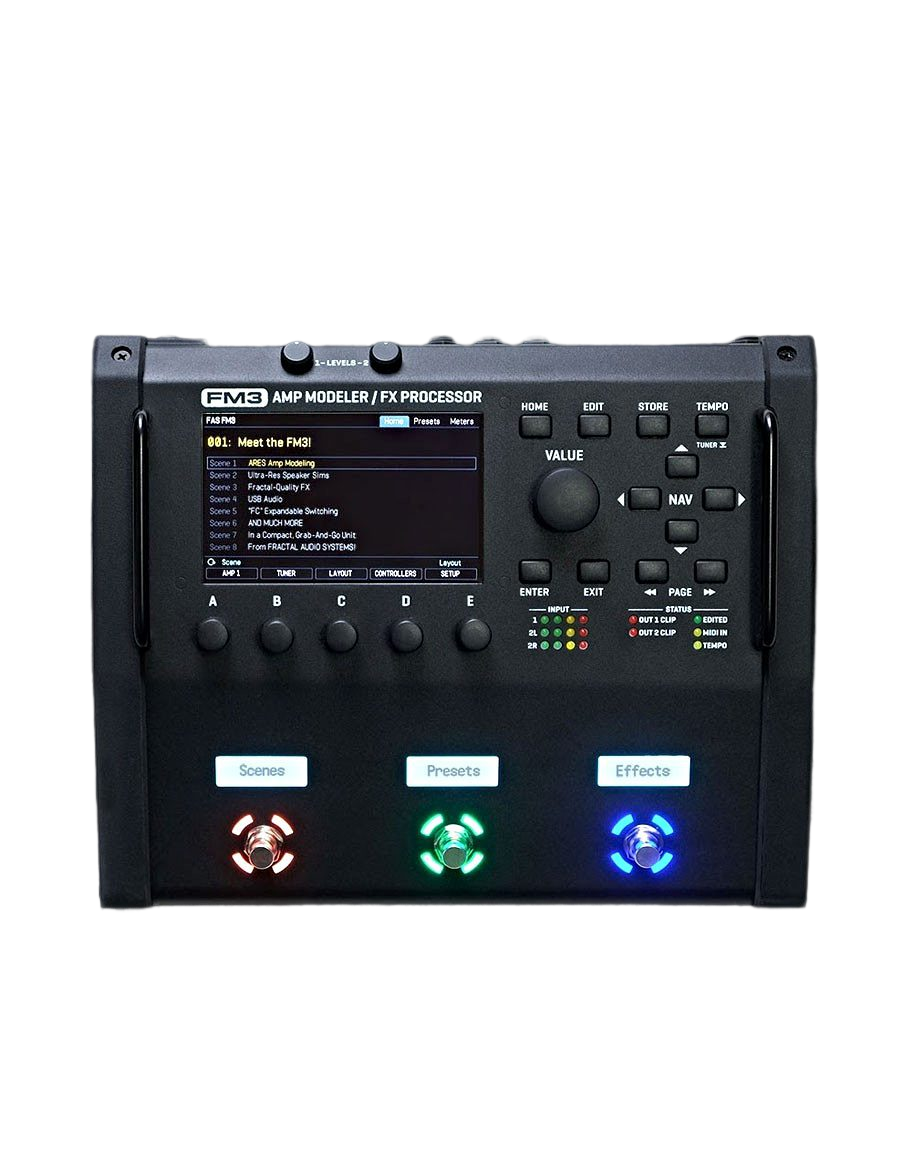 1 - LEVELS - 2
FM3 AMP MODELER / FX PROCESSOR
FAS FM3 Home Presets Meters
001: Meet the FM3!
Scene 1 ARES Amp Modeling
Scene 2 Ultra-Res Speaker Sims
Scene 3 Fractal-Quality FX
Scene 4 USB Audio
Scene 5 "FC" Expandable Switching
Scene 6 AND MUCH MORE
Scene 7 In a Compact, Grab-And-Go Unit
Scene 8 From FRACTAL AUDIO SYSTEMS!
Scene Layout
AMP 1 TUNER LAYOUT CONTROLLERS SETUP
A B C D E
HOME EDIT STORE TEMPO
TUNER
VALUE
NAV
ENTER EXIT PAGE
INPUT
1
2L
2R
STATUS
OUT 1 CLIP EDITED
OUT 2 CLIP MIDI IN
TEMPO
Scenes Presets Effects